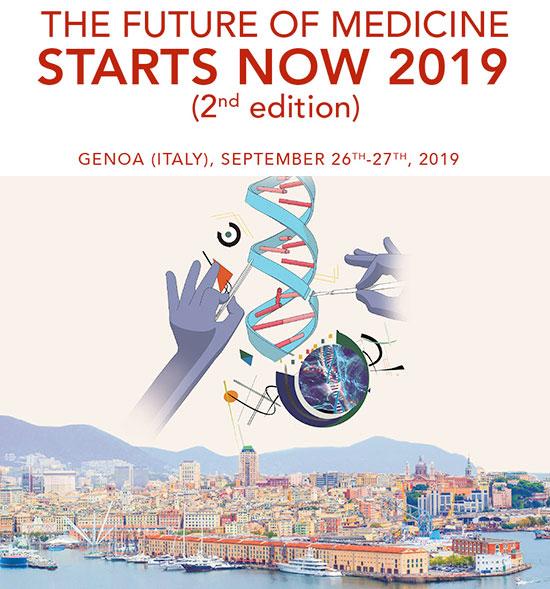 THE FUTURE OF MEDICINE
STARTS NOW 2019
(2nd edition)
GENOA (ITALY), SEPTEMBER 26TH-27TH, 2019